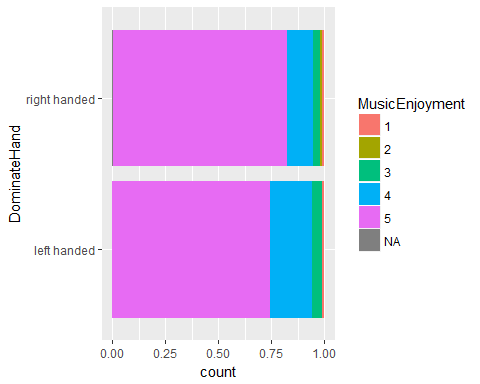 DominateHand
right handed
left handed
0.00 0.25 0.50 0.75 1.00
count
MusicEnjoyment
1
2
3
4
5
NA